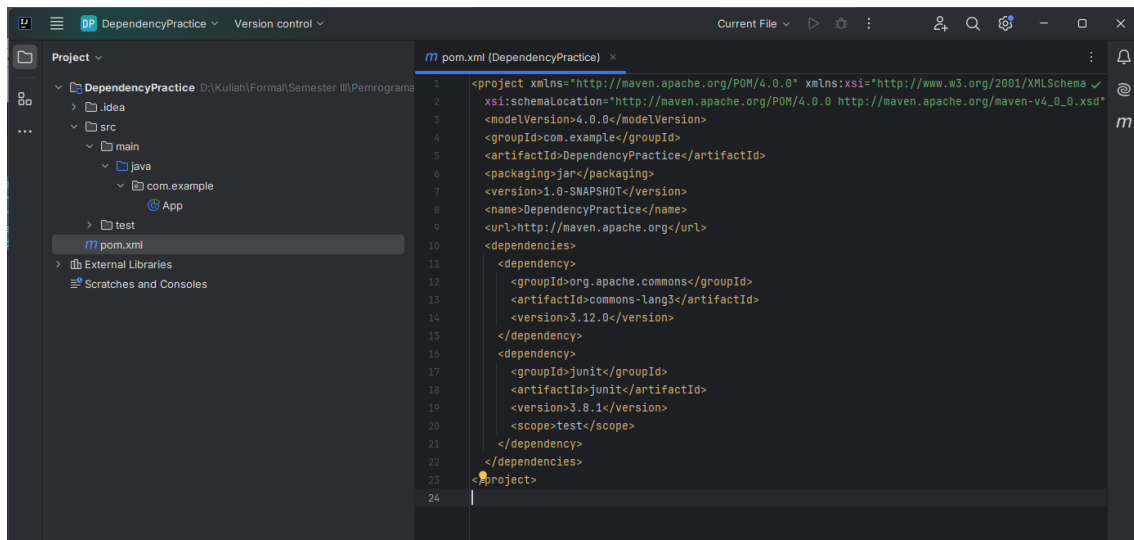 DP DependencyPractice Version control Current File
Project
DependencyPractice D:\Kuliah\Formal\Semester III\Pemrograma
.idea
src
main
java
com.example
App
test
m pom.xml
External Libraries
Scratches and Consoles
m pom.xml (DependencyPractice)
m
1 <project xmlns="http://maven.apache.org/POM/4.0.0" xmlns:xsi="http://www.w3.org/2001/XMLSchema
2 xsi:schemaLocation="http://maven.apache.org/POM/4.0.0 http://maven.apache.org/maven-v4_0_0.xsd"
3 <modelVersion>4.0.0</modelVersion>
4 <groupId>com.example</groupId>
5 <artifactId>DependencyPractice</artifactId>
6 <packaging>jar</packaging>
7 <version>1.0-SNAPSHOT</version>
8 <name>DependencyPractice</name>
9 <url>http://maven.apache.org</url>
10 <dependencies>
11 <dependency>
12 <groupId>org.apache.commons</groupId>
13 <artifactId>commons-lang3</artifactId>
14 <version>3.12.0</version>
15 </dependency>
16 <dependency>
17 <groupId>junit</groupId>
18 <artifactId>junit</artifactId>
19 <version>3.8.1</version>
20 <scope>test</scope>
21 </dependency>
22 </dependencies>
23 </project>
24